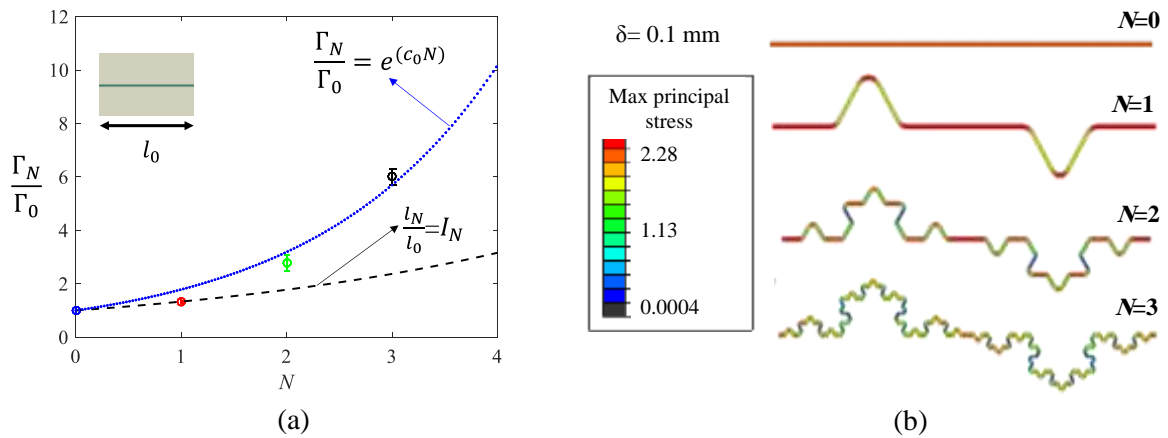 12
10
8
6
4
2
0
0
1
2
3
4
N
Γ_N/Γ_0
Γ_N/Γ_0 = e^(c_0N)
l_N/l_0=I_N
l_0
(a)
δ= 0.1 mm
Max principal
stress
2.28
1.13
0.0004
N=0
N=1
N=2
N=3
(b)